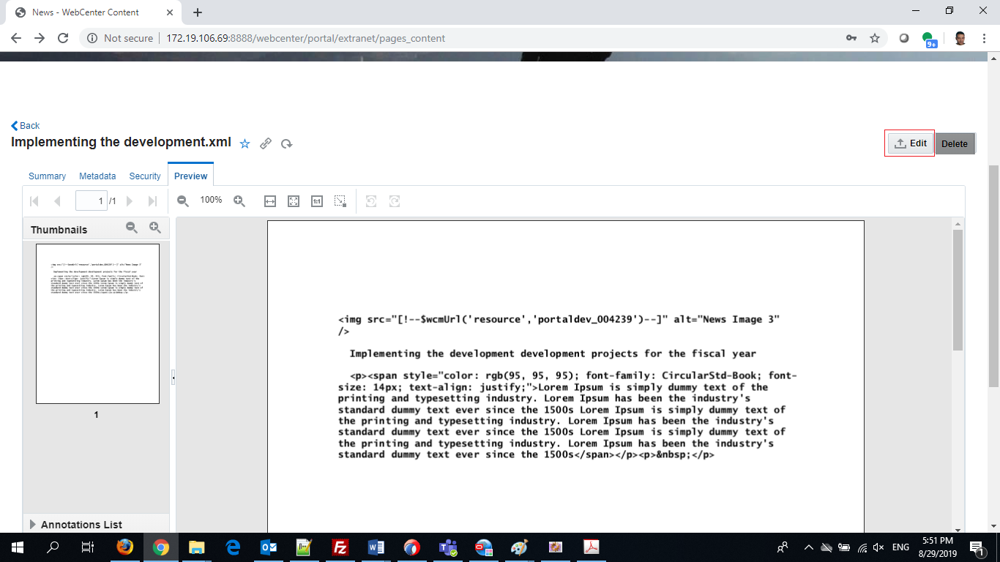 News - WebCenter Content
Not secure
172.19.106.69:8888/webcenter/portal/extranet/pages_content
9+
Back
Implementing the development.xml
Edit
Delete
Summary
Metadata
Security
Preview
1 /1
100%
1:1
Thumbnails
1
Annotations List
<img src="[!--$wcmUrl('resource','portaldev_004239')--]" alt="News Image 3"
/>
Implementing the development development projects for the fiscal year
<p><span style="color: rgb(95, 95, 95); font-family: CircularStd-Book; font-
size: 14px; text-align: justify;">Lorem Ipsum is simply dummy text of the
printing and typesetting industry. Lorem Ipsum has been the industry's
standard dummy text ever since the 1500s Lorem Ipsum is simply dummy text of
the printing and typesetting industry. Lorem Ipsum has been the industry's
standard dummy text ever since the 1500s Lorem Ipsum is simply dummy text of
the printing and typesetting industry. Lorem Ipsum has been the industry's
standard dummy text ever since the 1500s</span></p><p>&nbsp;</p>
ENG
5:51 PM
8/29/2019
1